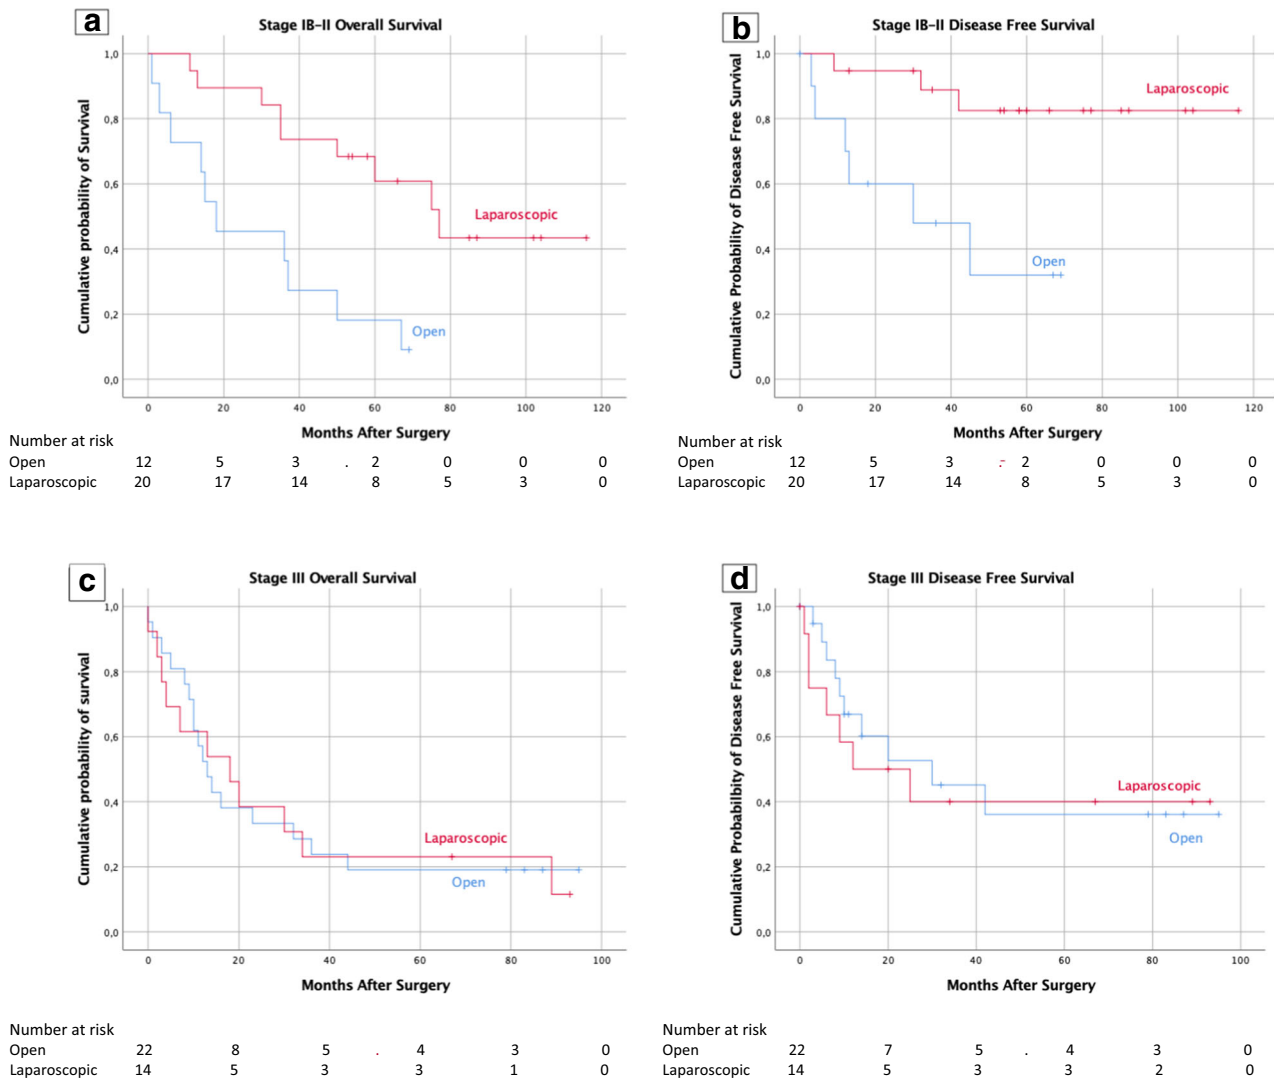 a
Stage IB-II Overall Survival
Cumulative probability of Survival
1,0
0,8
0,6
0,4
0,2
0,0
Laparoscopic
Open
0 20 40 60 80 100 120
Months After Surgery
Number at risk
Open 12 5 3 . 2 0 0 0
Laparoscopic 20 17 14 8 5 3 0
b
Stage IB-II Disease Free Survival
Cumulative Probability of Disease Free Survival
1,0
0,8
0,6
0,4
0,2
0,0
Laparoscopic
Open
0 20 40 60 80 100 120
Months After Surgery
Number at risk
Open 12 5 3 2 0 0 0
Laparoscopic 20 17 14 8 5 3 0
c
Stage III Overall Survival
Cumulative probability of survival
1,0
0,8
0,6
0,4
0,2
0,0
Laparoscopic
Open
0 20 40 60 80 100
Months After Surgery
Number at risk
Open 22 8 5 . 4 3 0
Laparoscopic 14 5 3 3 1 0
d
Stage III Disease Free Survival
Cumulative Probabilibity of Disease Free Survival
1,0
0,8
0,6
0,4
0,2
0,0
Laparoscopic
Open
0 20 40 60 80 100
Months After Surgery
Number at risk
Open 22 7 5 . 4 3 0
Laparoscopic 14 5 3 3 2 0